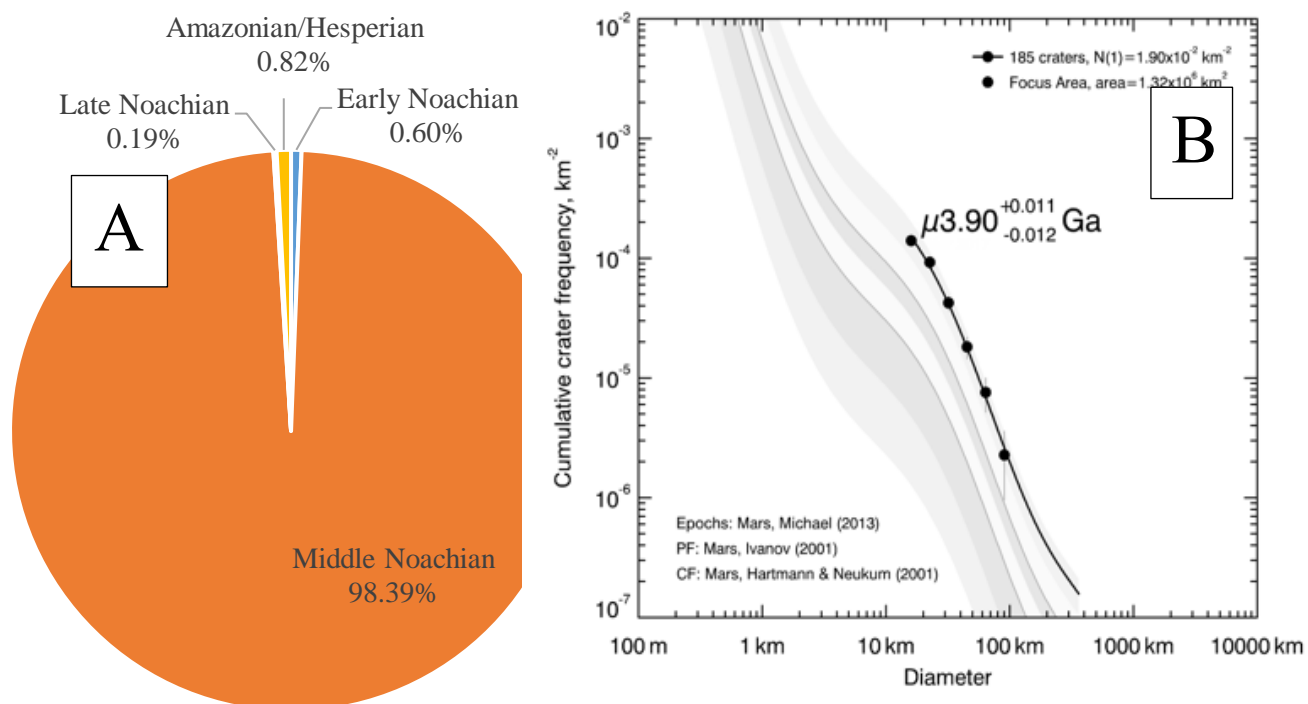 Amazonian/Hesperian
0.82%
Late Noachian
0.19%
Early Noachian
0.60%
A
Middle Noachian
98.39%
B
185 craters, N(1)=1.90x10⁻² km⁻²
Focus Area, area=1.32x10⁶ km²
μ3.90 +0.011 -0.012 Ga
Cumulative crater frequency, km⁻²
10⁻²
10⁻³
10⁻⁴
10⁻⁵
10⁻⁶
10⁻⁷
Epochs: Mars, Michael (2013)
PF: Mars, Ivanov (2001)
CF: Mars, Hartmann & Neukum (2001)
100 m 1 km 10 km 100 km 1000 km 10000 km
Diameter